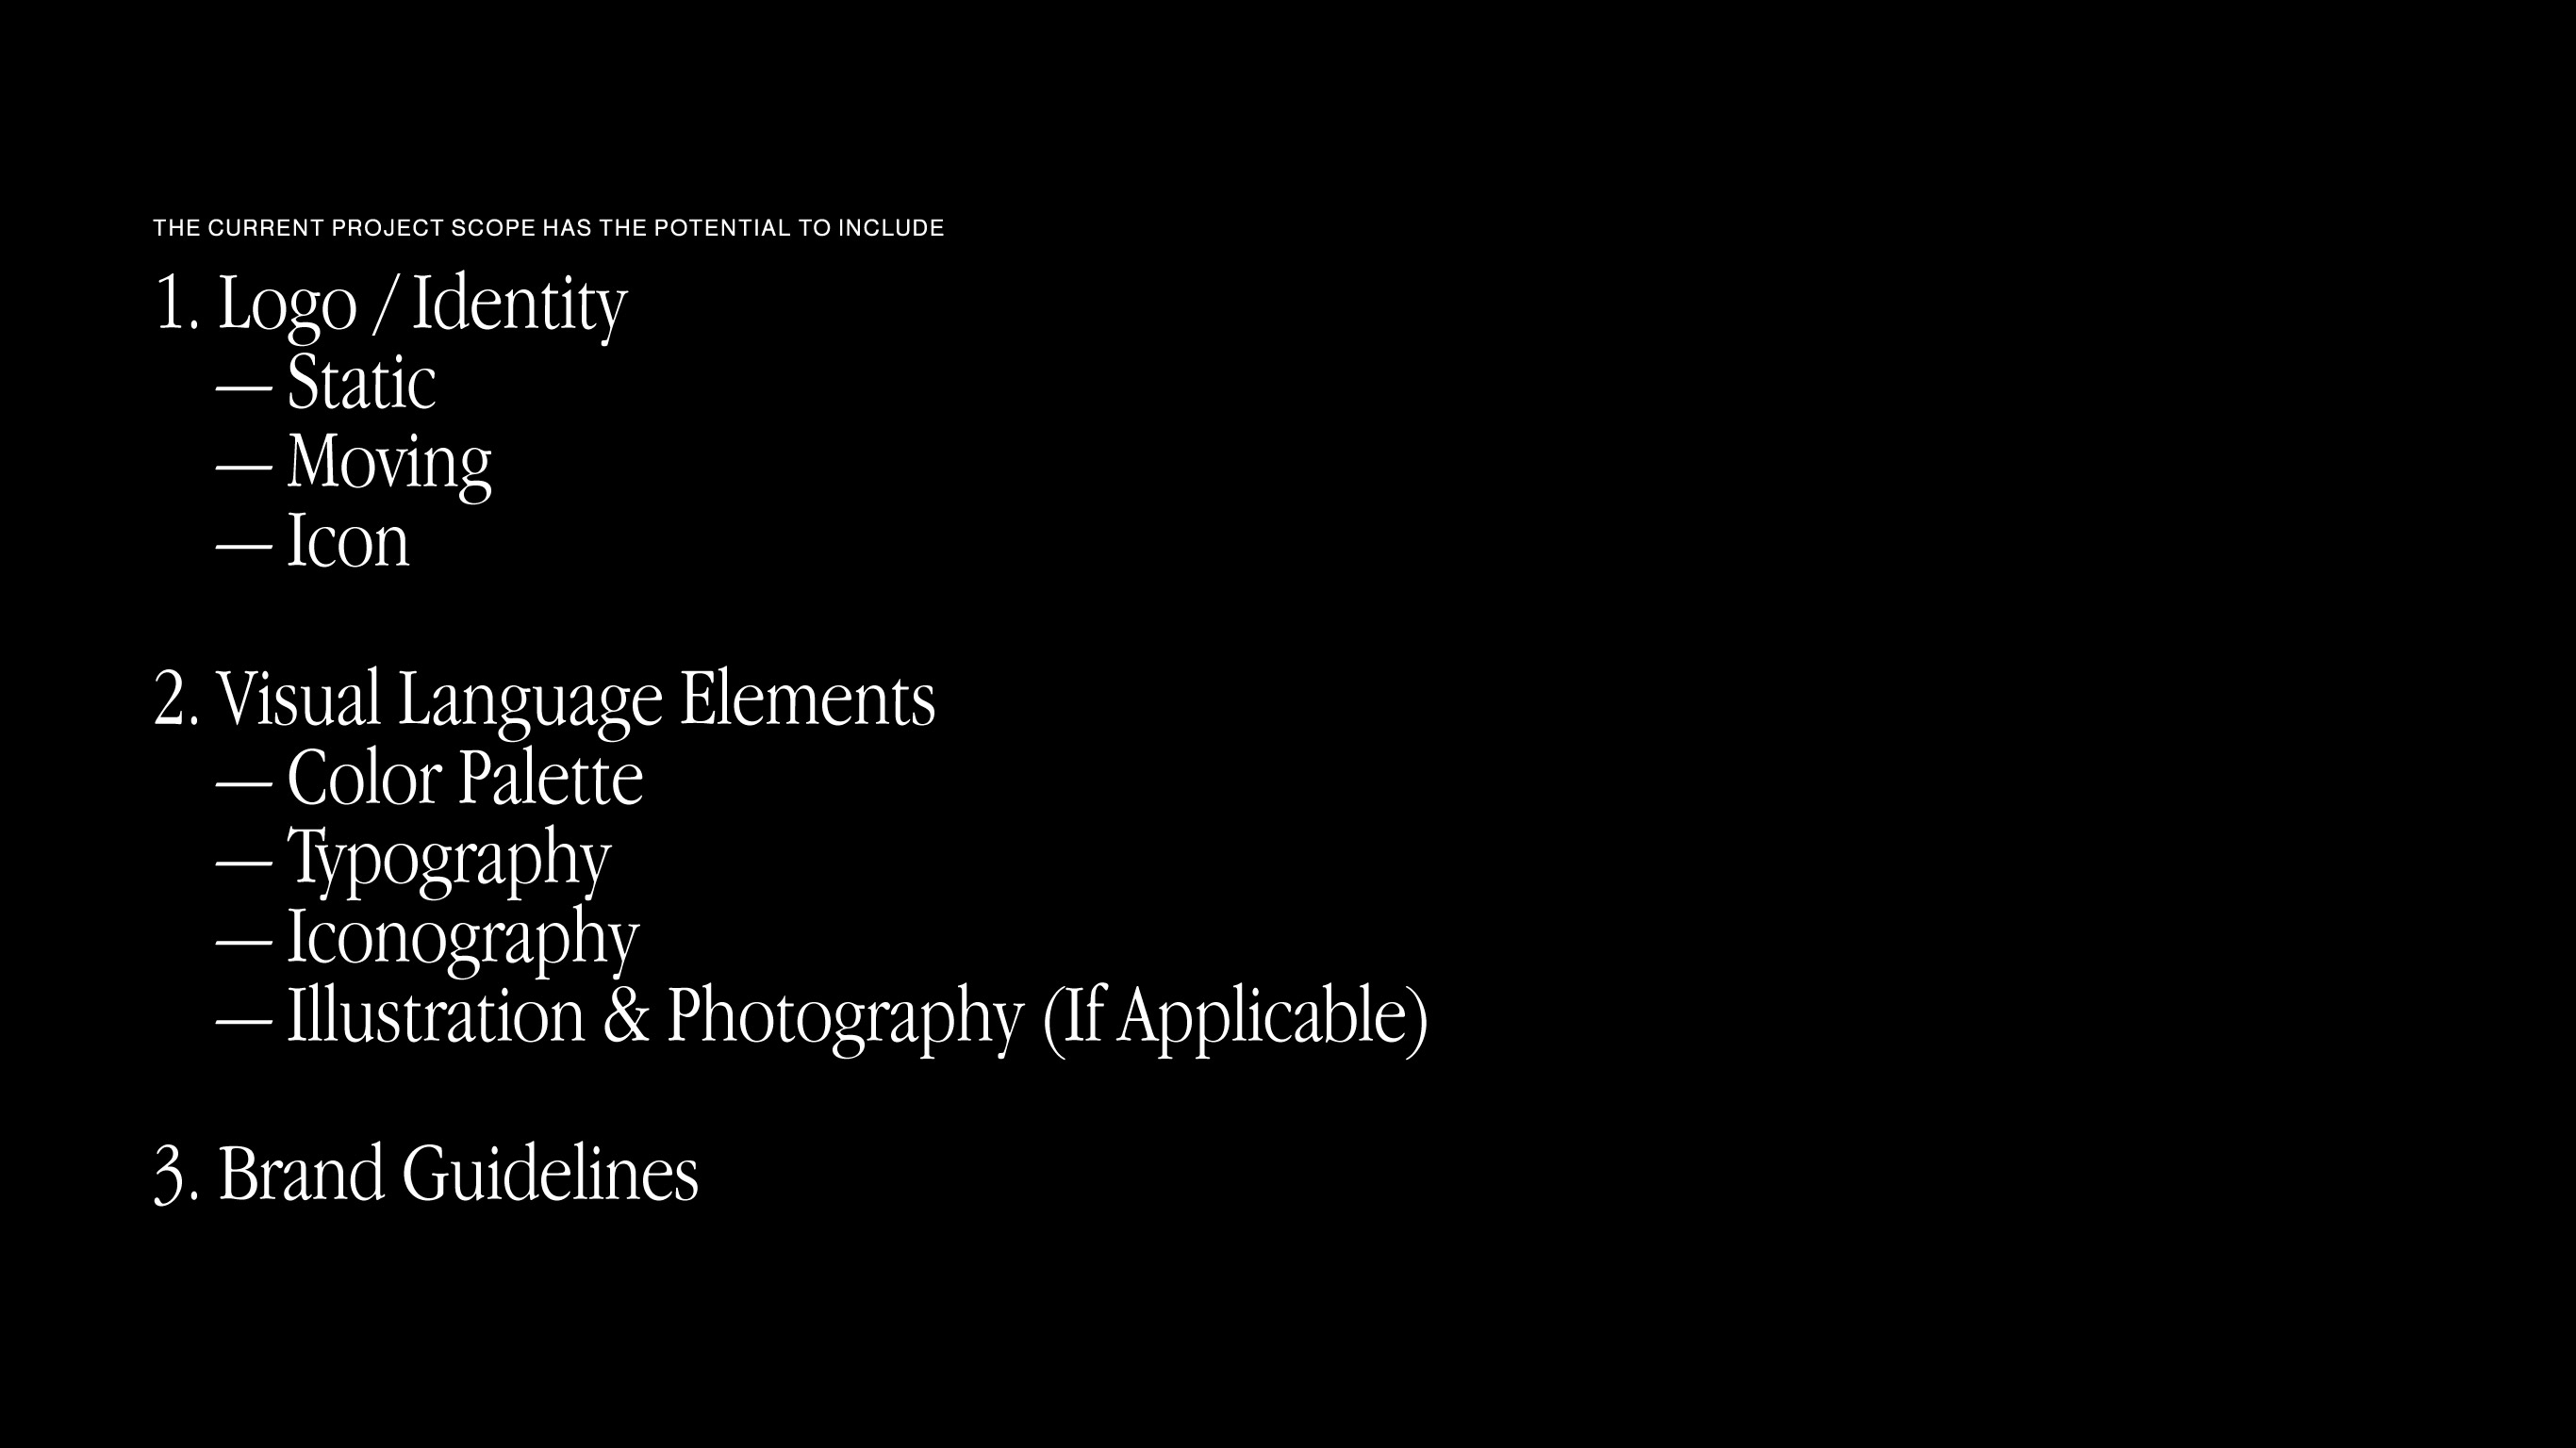 THE CURRENT PROJECT SCOPE HAS THE POTENTIAL TO INCLUDE
1. Logo / Identity
— Static
— Moving
— Icon
2. Visual Language Elements
— Color Palette
— Typography
— Iconography
— Illustration & Photography (If Applicable)
3. Brand Guidelines